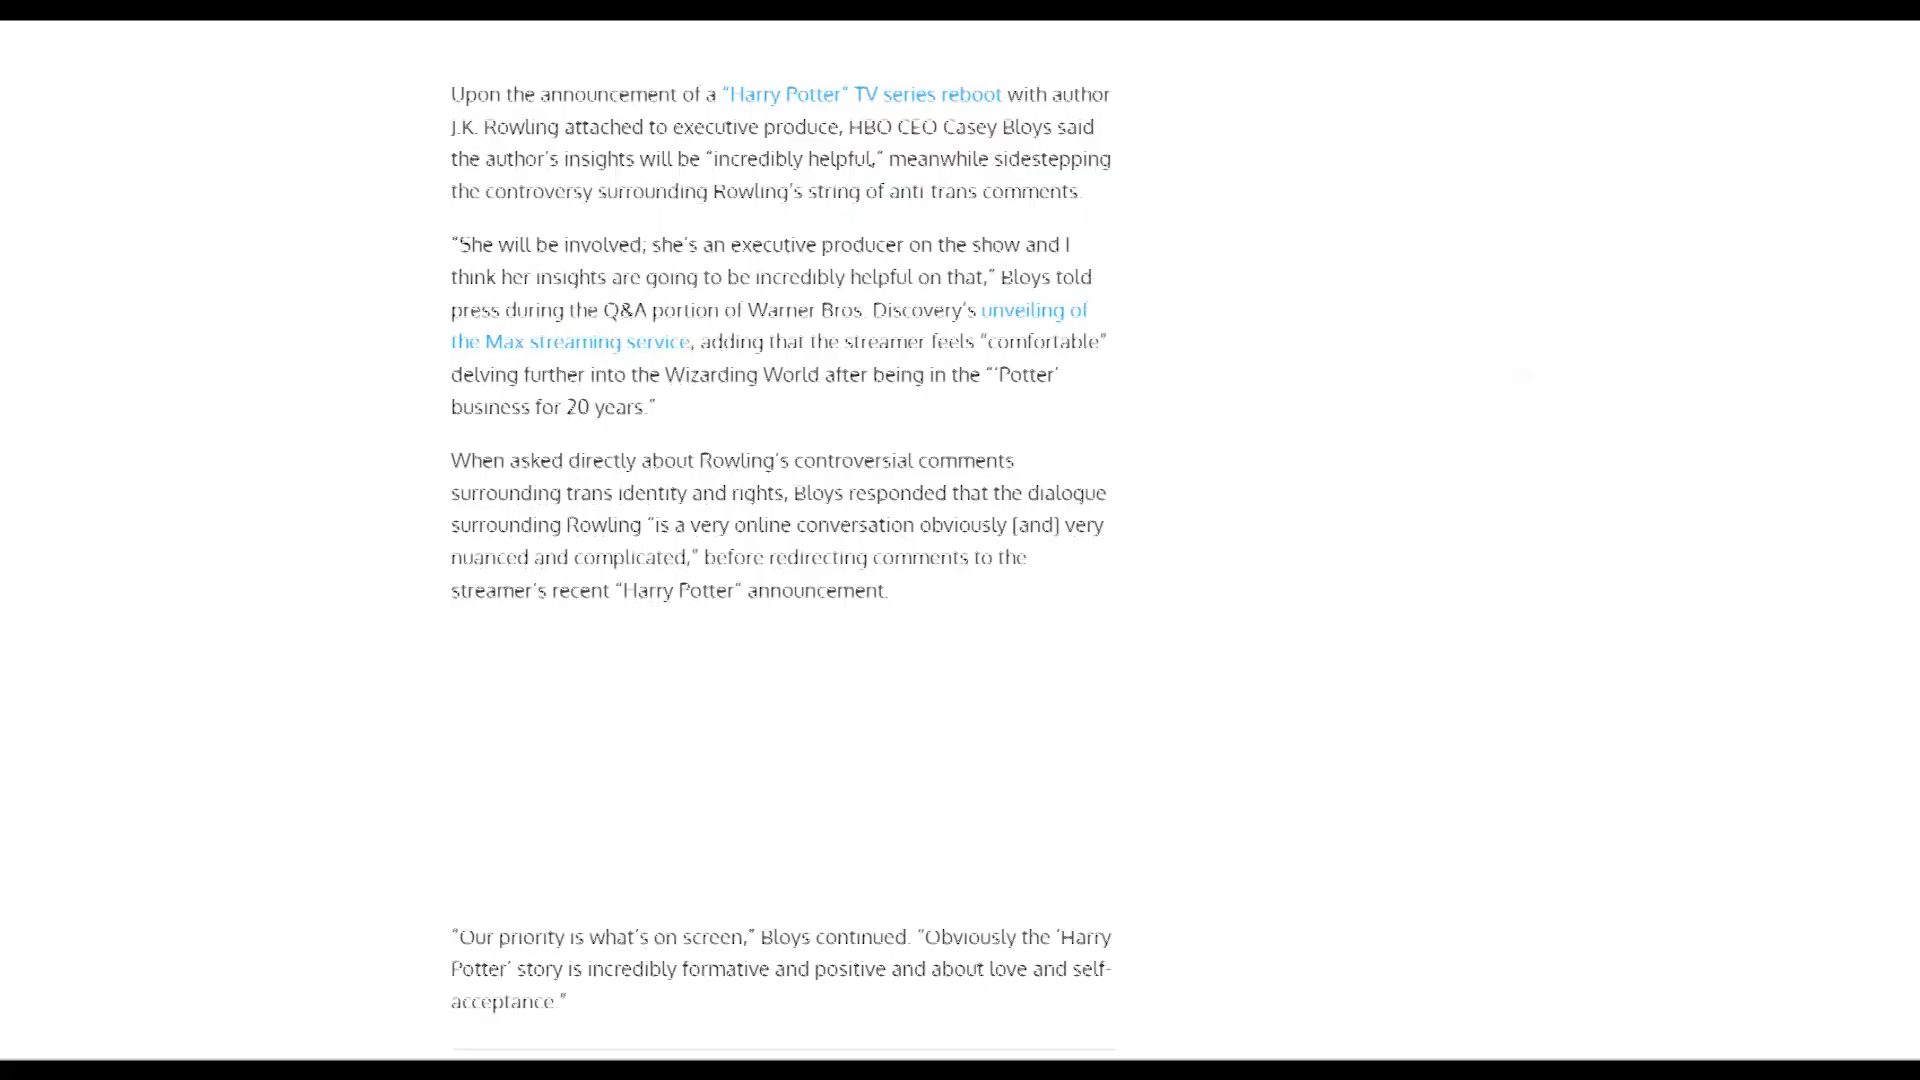 Upon the announcement of a “Harry Potter” TV series reboot with author
J.K. Rowling attached to executive produce, HBO CEO Casey Bloys said
the author’s insights will be “incredibly helpful,” meanwhile sidestepping
the controversy surrounding Rowling’s string of anti trans comments.
“She will be involved; she’s an executive producer on the show and I
think her insights are going to be incredibly helpful on that,” Bloys told
press during the Q&A portion of Warner Bros. Discovery’s unveiling of
the Max streaming service, adding that the streamer feels “comfortable”
delving further into the Wizarding World after being in the “‘Potter’
business for 20 years.”
When asked directly about Rowling’s controversial comments
surrounding trans identity and rights, Bloys responded that the dialogue
surrounding Rowling “is a very online conversation obviously [and] very
nuanced and complicated,” before redirecting comments to the
streamer’s recent “Harry Potter” announcement.
“Our priority is what’s on screen,” Bloys continued. “Obviously the ‘Harry
Potter’ story is incredibly formative and positive and about love and self-
acceptance.”